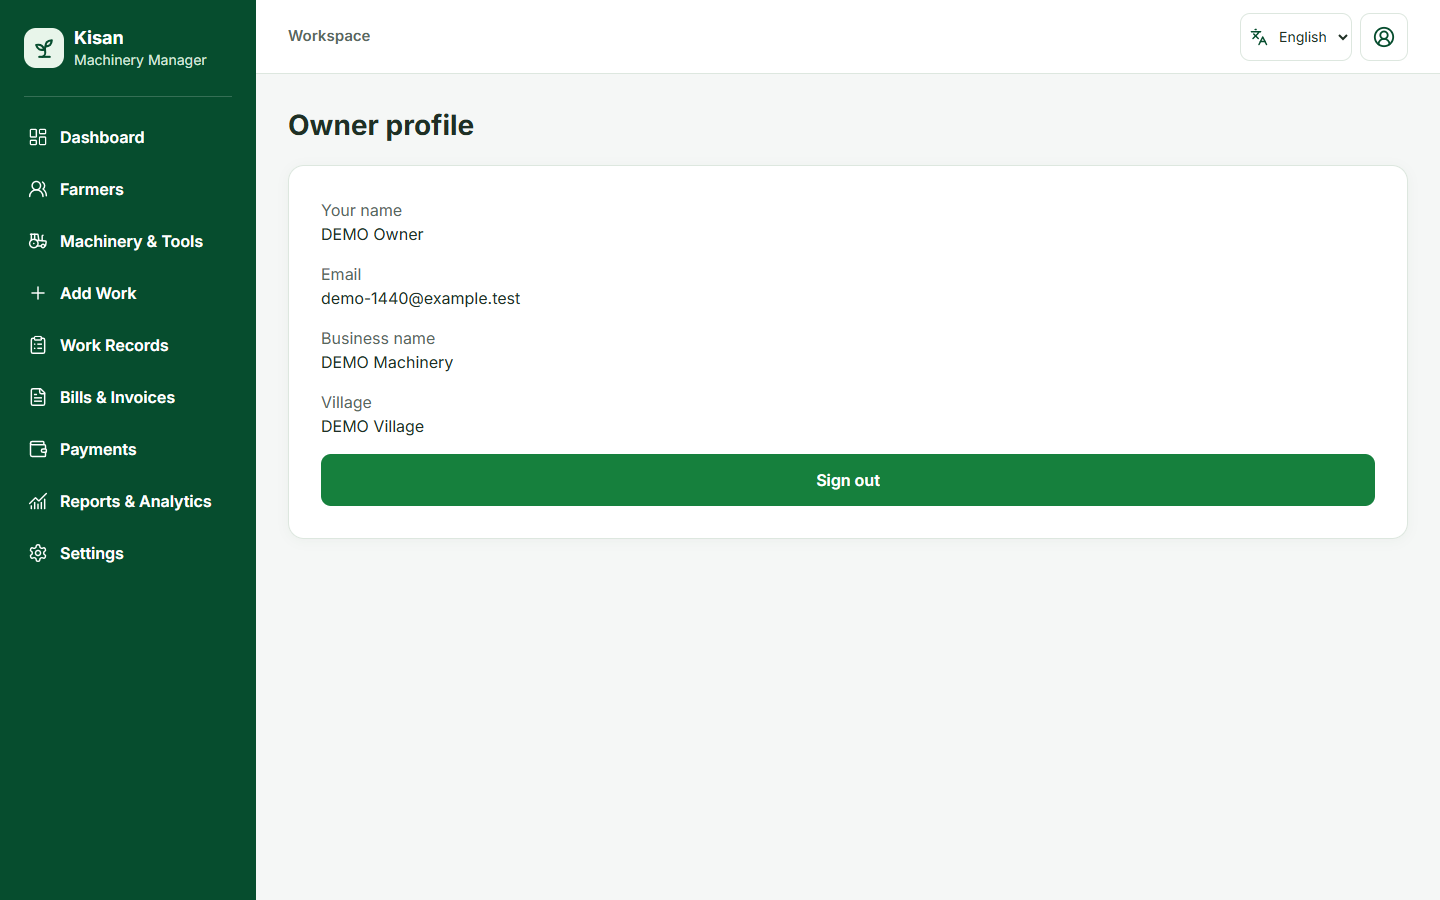 Kisan
Machinery Manager
Dashboard
Farmers
Machinery & Tools
Add Work
Work Records
Bills & Invoices
Payments
Reports & Analytics
Settings
Workspace
English
Owner profile
Your name
DEMO Owner
Email
demo-1440@example.test
Business name
DEMO Machinery
Village
DEMO Village
Sign out